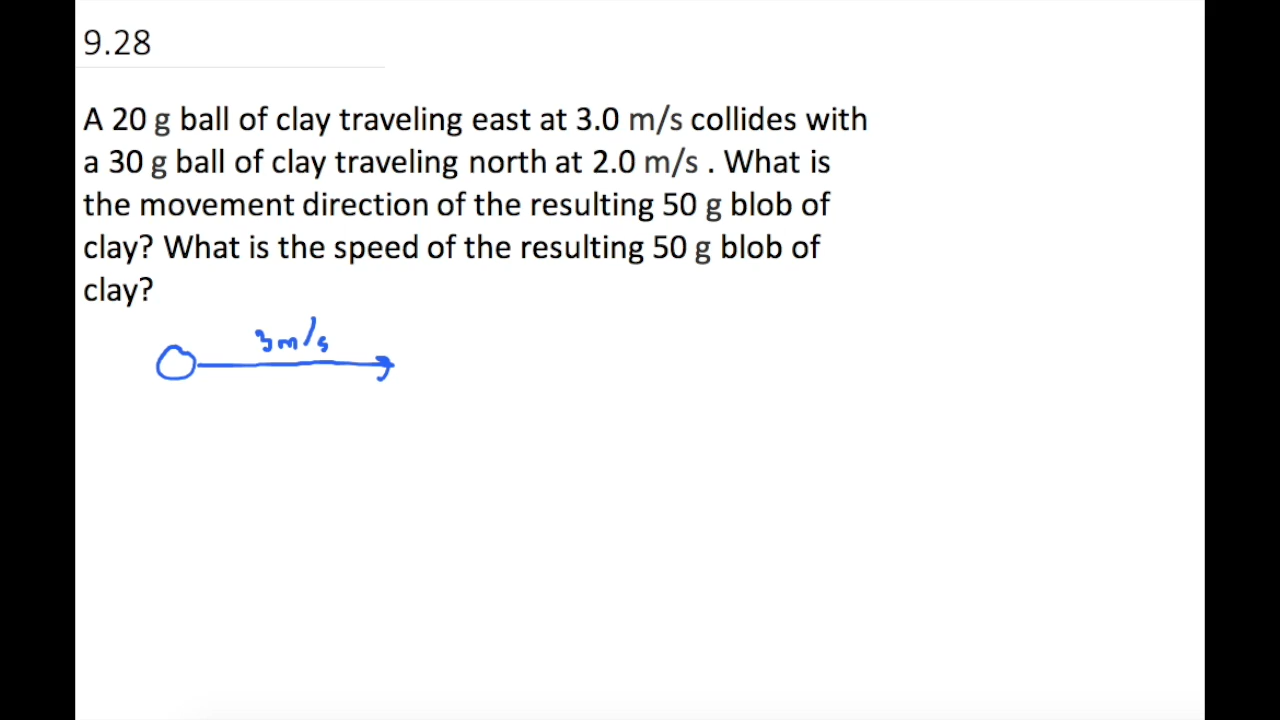 9.28
A 20 g ball of clay traveling east at 3.0 m/s collides with
a 30 g ball of clay traveling north at 2.0 m/s . What is
the movement direction of the resulting 50 g blob of
clay? What is the speed of the resulting 50 g blob of
clay?
3m/s